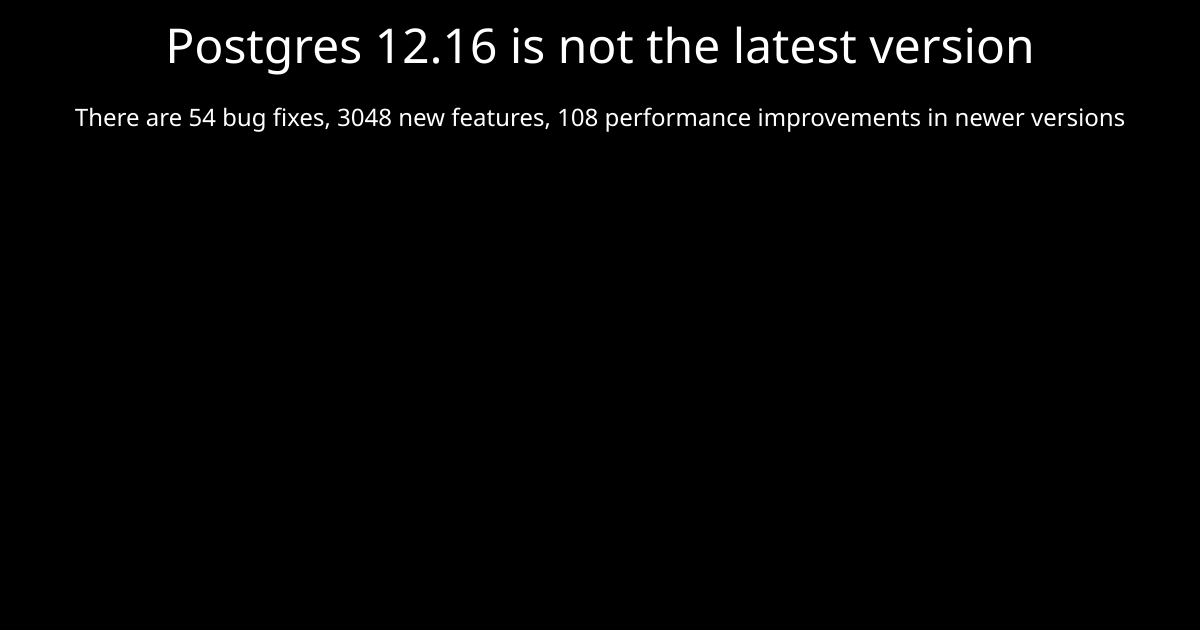 Postgres 12.16 is not the latest version
There are 54 bug fixes, 3048 new features, 108 performance improvements in newer versions